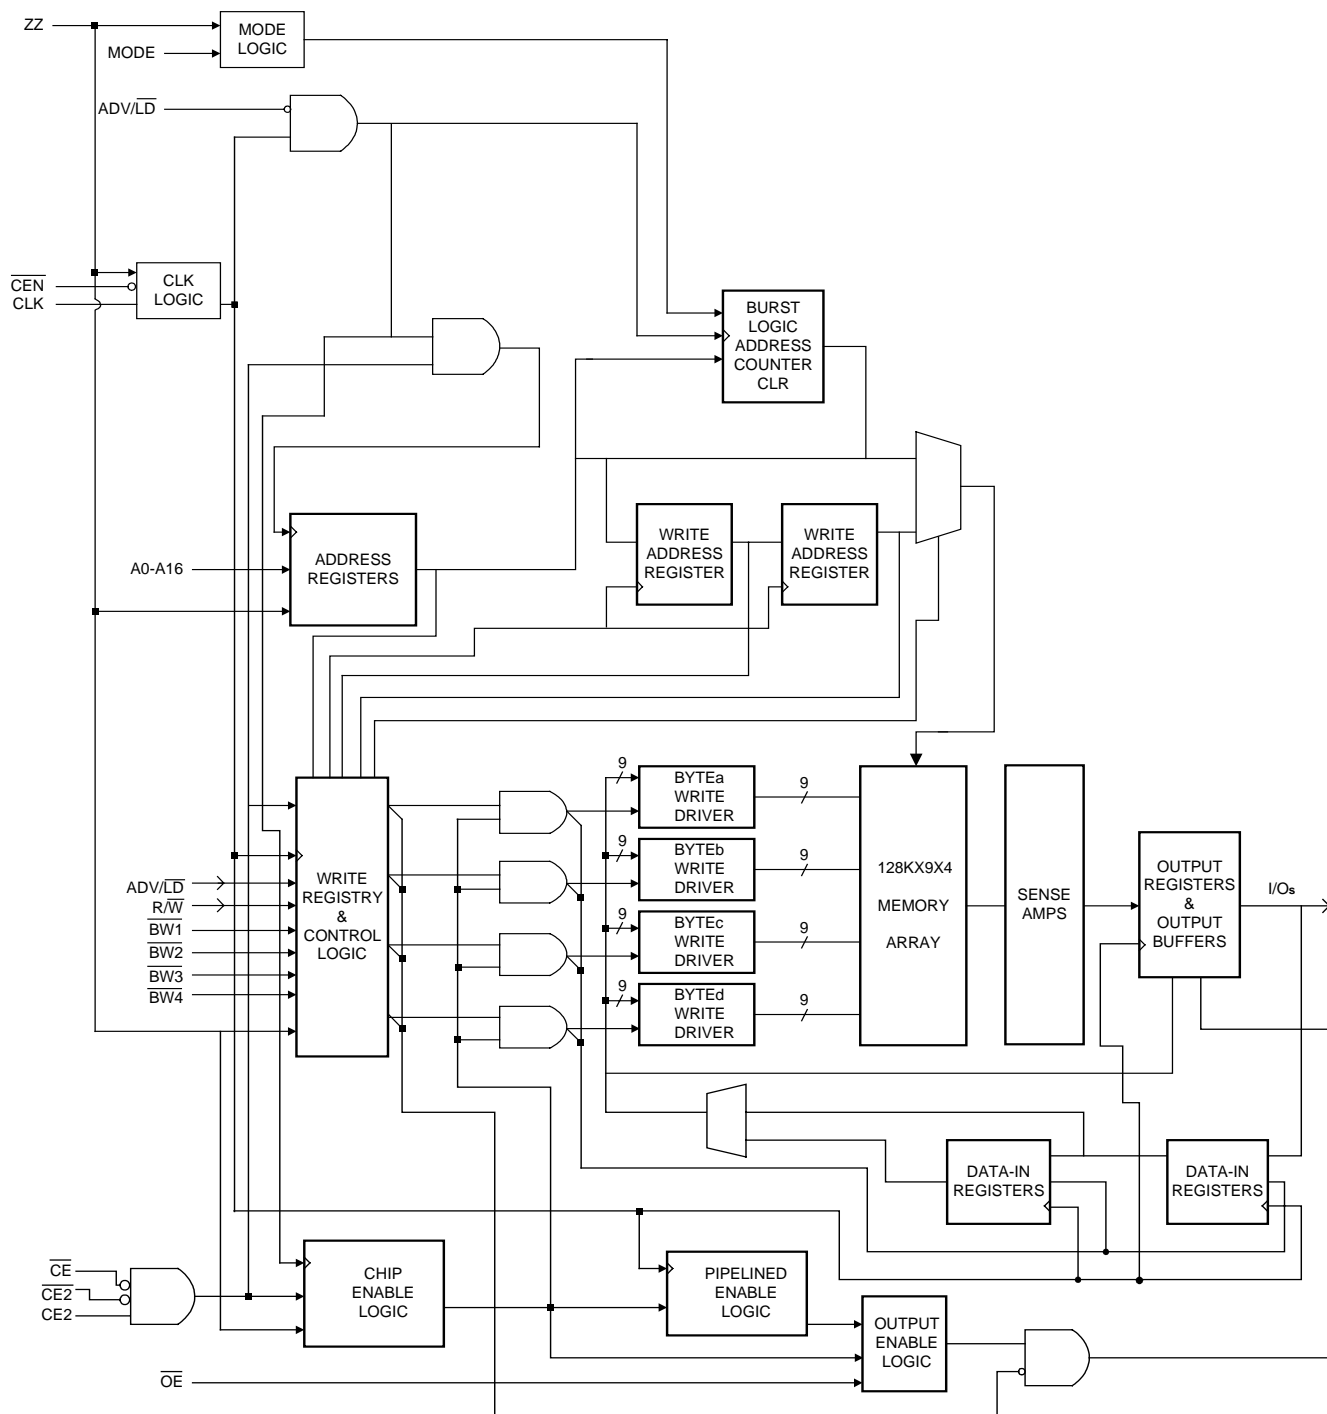 ZZ
MODE
LOGIC
MODE
ADV/LD
CEN
CLK
CLK
LOGIC
BURST
LOGIC
ADDRESS
COUNTER
CLR
A0-A16
ADDRESS
REGISTERS
WRITE
ADDRESS
REGISTER
WRITE
ADDRESS
REGISTER
ADV/LD
R/W
BW1
BW2
BW3
BW4
WRITE
REGISTRY
&
CONTROL
LOGIC
9
BYTEa
WRITE
DRIVER
9
9
BYTEb
WRITE
DRIVER
9
9
BYTEc
WRITE
DRIVER
9
9
BYTEd
WRITE
DRIVER
9
128KX9X4
MEMORY
ARRAY
SENSE
AMPS
OUTPUT
REGISTERS
&
OUTPUT
BUFFERS
I/Os
DATA-IN
REGISTERS
DATA-IN
REGISTERS
CE
CE2
CE2
CHIP
ENABLE
LOGIC
PIPELINED
ENABLE
LOGIC
OUTPUT
ENABLE
LOGIC
OE